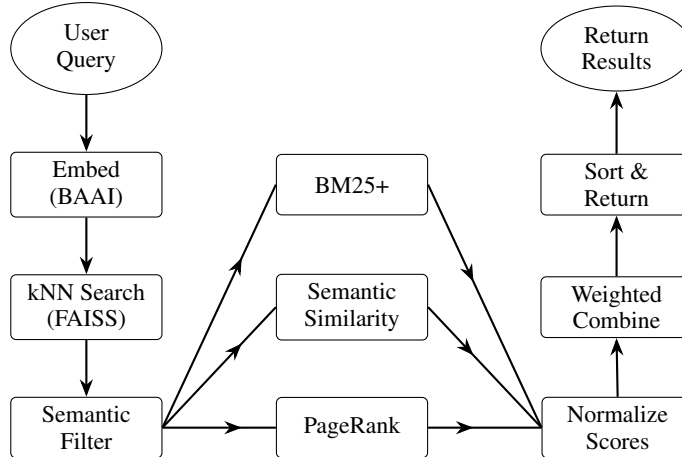 User
Query
Embed
(BAAI)
kNN Search
(FAISS)
Semantic
Filter
BM25+
Semantic
Similarity
PageRank
Normalize
Scores
Weighted
Combine
Sort &
Return
Return
Results